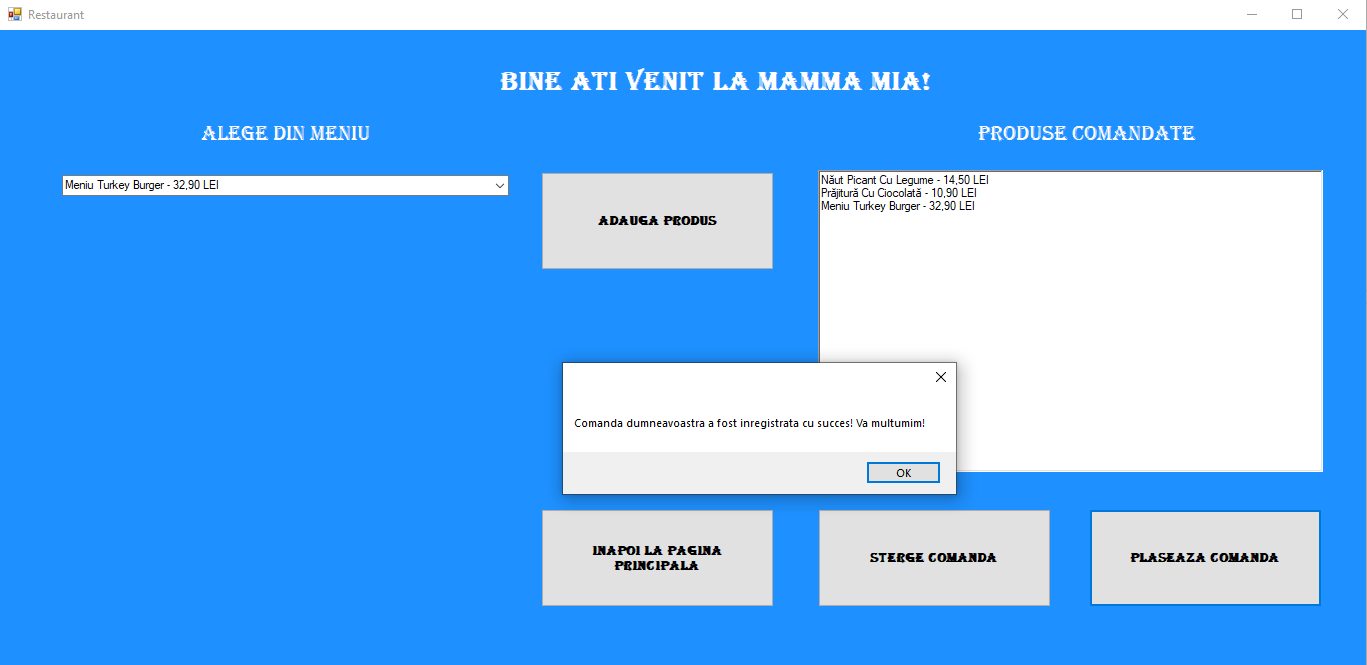 Restaurant
BINE ATI VENIT LA MAMMA MIA!
ALEGE DIN MENIU
PRODUSE COMANDATE
Meniu Turkey Burger - 32,90 LEI
ADAUGA PRODUS
Năut Picant Cu Legume - 14,50 LEI
Prăjitură Cu Ciocolată - 10,90 LEI
Meniu Turkey Burger - 32,90 LEI
Comanda dumneavoastra a fost inregistrata cu succes! Va multumim!
OK
INAPOI LA PAGINA
PRINCIPALA
STERGE COMANDA
PLASEAZA COMANDA